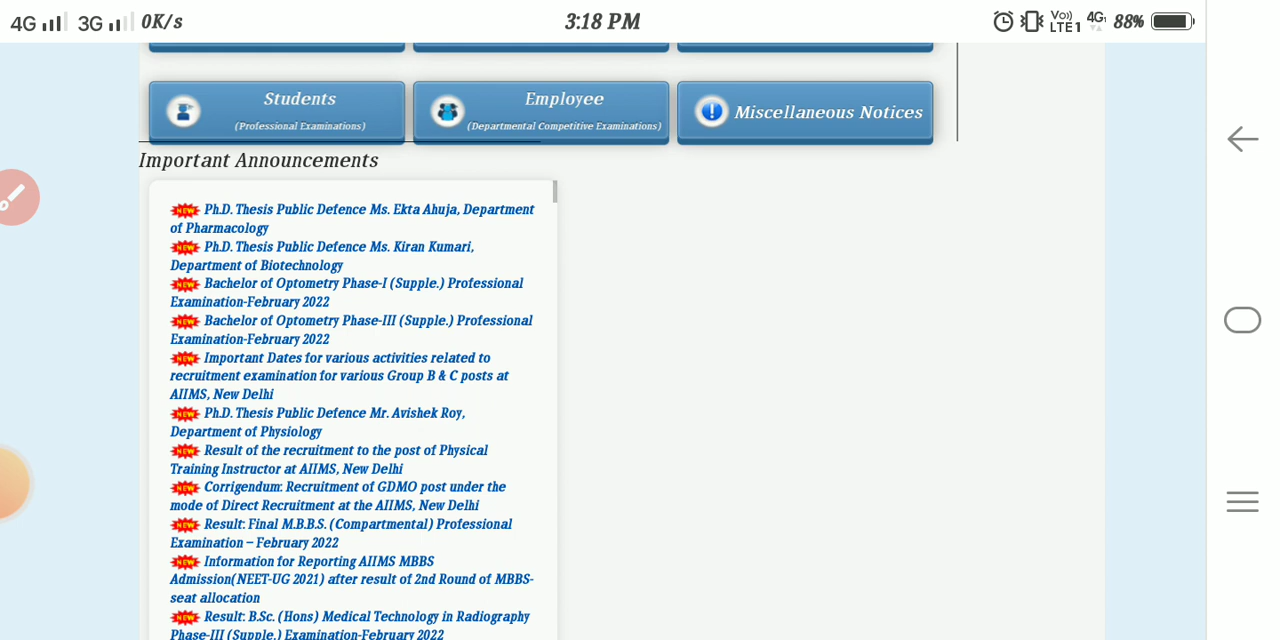 4G 3G 0K/s 3:18 PM Vo)) LTE1 4G 88%
Students
(Professional Examinations)
Employee
(Departmental Competitive Examinations)
Miscellaneous Notices
Important Announcements
NEW Ph.D. Thesis Public Defence Ms. Ekta Ahuja, Department
of Pharmacology
NEW Ph.D. Thesis Public Defence Ms. Kiran Kumari,
Department of Biotechnology
NEW Bachelor of Optometry Phase-I (Supple.) Professional
Examination-February 2022
NEW Bachelor of Optometry Phase-III (Supple.) Professional
Examination-February 2022
NEW Important Dates for various activities related to
recruitment examination for various Group B & C posts at
AIIMS, New Delhi
NEW Ph.D. Thesis Public Defence Mr. Avishek Roy,
Department of Physiology
NEW Result of the recruitment to the post of Physical
Training Instructor at AIIMS, New Delhi
NEW Corrigendum: Recruitment of GDMO post under the
mode of Direct Recruitment at the AIIMS, New Delhi
NEW Result: Final M.B.B.S. (Compartmental) Professional
Examination – February 2022
NEW Information for Reporting AIIMS MBBS
Admission(NEET-UG 2021) after result of 2nd Round of MBBS-
seat allocation
NEW Result: B.Sc. (Hons) Medical Technology in Radiography
Phase-III (Supple.) Examination-February 2022